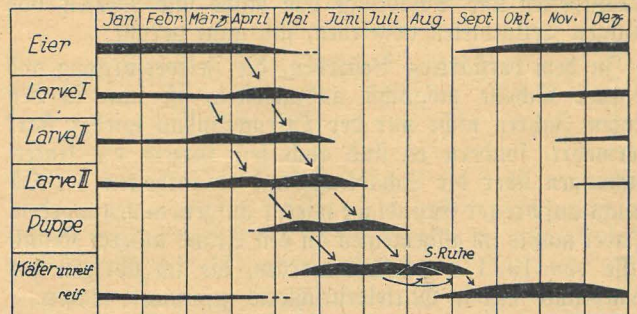 Jan Febr März April Mai Juni Juli Aug. Sept. Okt. Nov. Dez.
Eier
Larve I
Larve II
Larve III
Puppe
Käfer unreif
S-Ruhe
reif